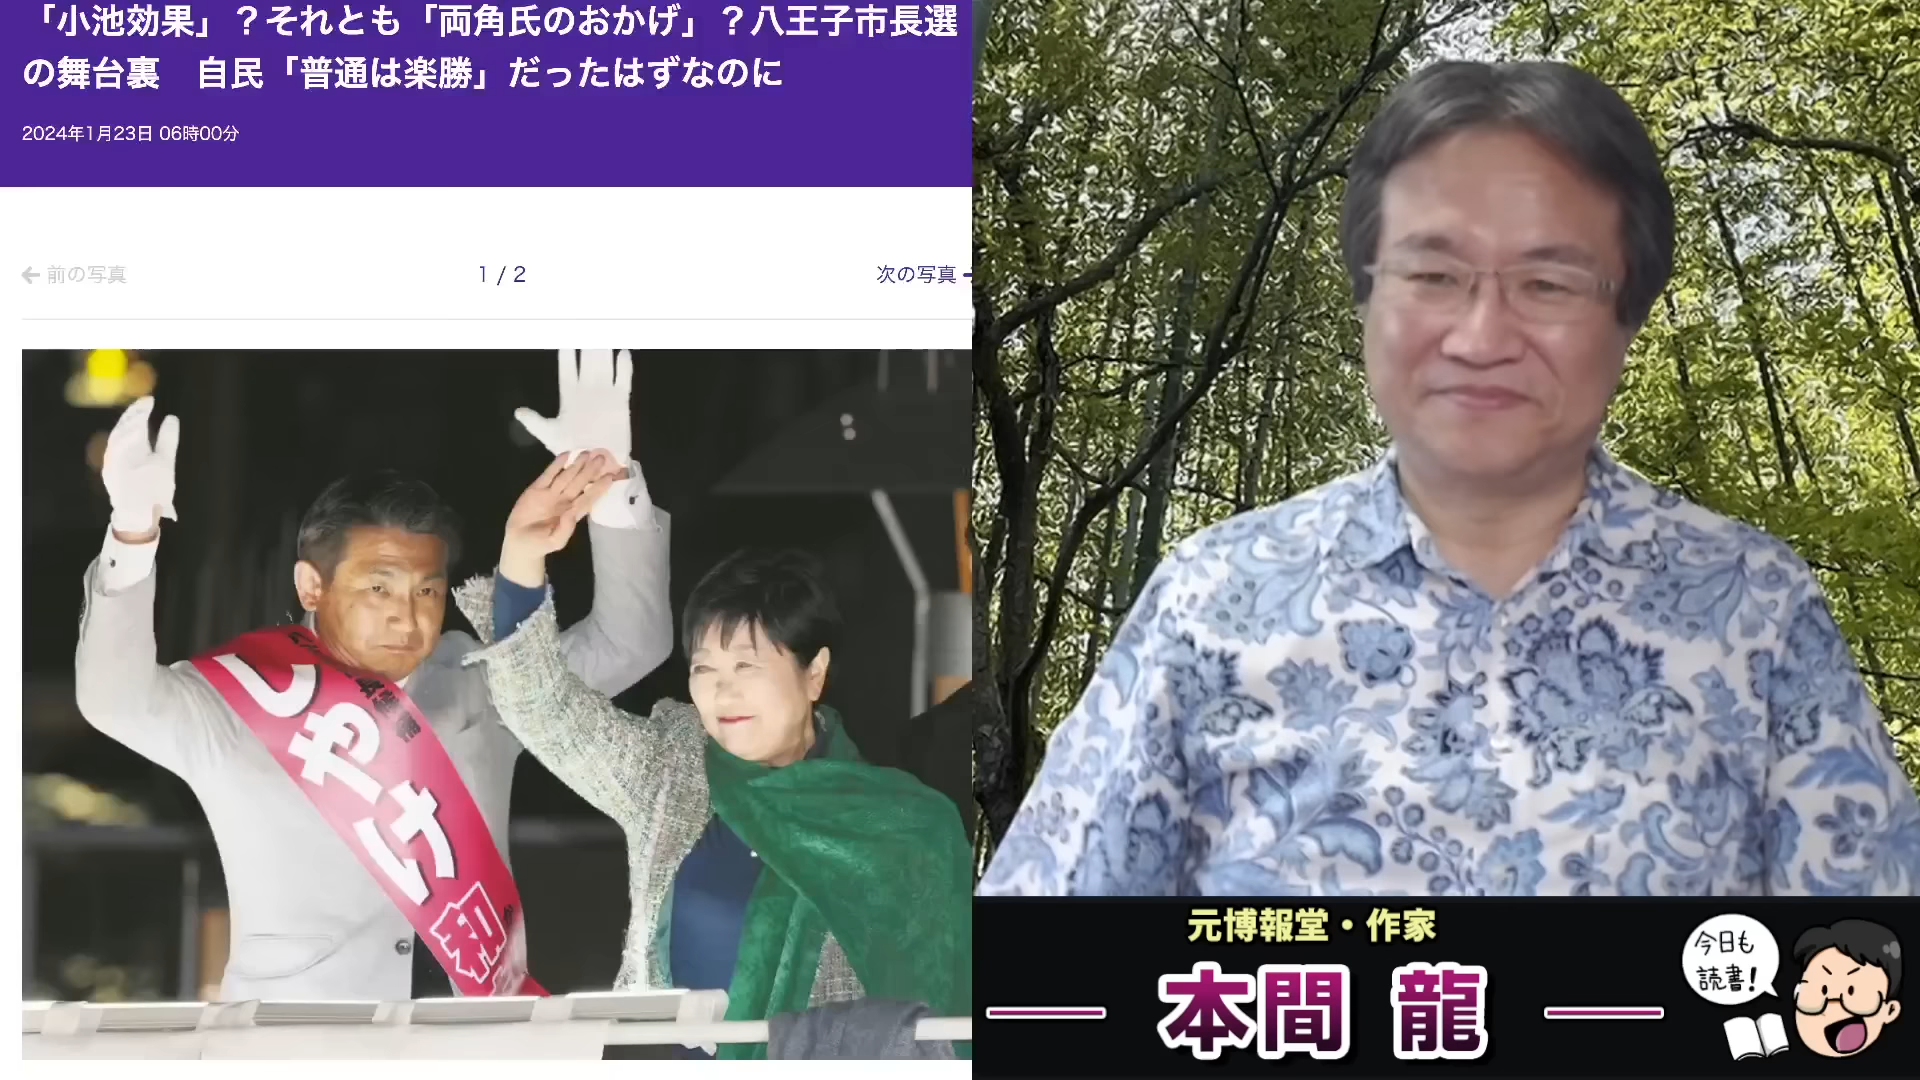 「小池効果」？それとも「両角氏のおかげ」？八王子市長選
の舞台裏　自民「普通は楽勝」だったはずなのに
2024年1月23日 06時00分
← 前の写真
1 / 2
次の写真
しやけ和
元博報堂・作家
本間 龍
今日も
読書!